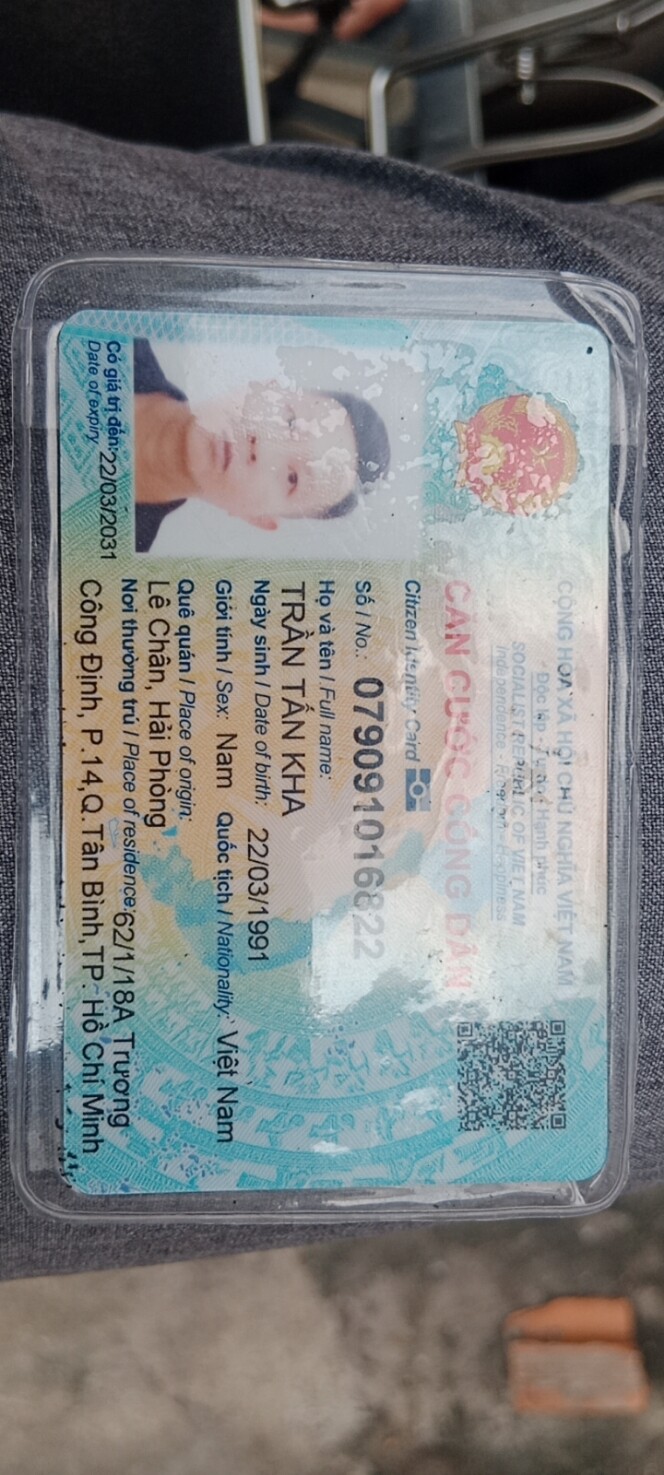 CỘNG HÒA XÃ HỘI CHỦ NGHĨA VIỆT NAM
Độc lập - Tự do - Hạnh phúc
SOCIALIST REPUBLIC OF VIET NAM
Independence - Freedom - Happiness
CĂN CƯỚC CÔNG DÂN
Citizen Identity Card
Số / No.: 079091016822
Họ và tên / Full name:
TRẦN TẤN KHA
Ngày sinh / Date of birth: 22/03/1991
Giới tính / Sex: Nam Quốc tịch / Nationality: Việt Nam
Quê quán / Place of origin:
Lê Chân, Hải Phòng
Nơi thường trú / Place of residence: 62/1/18A Trương
Công Định, P.14,Q.Tân Bình,TP. Hồ Chí Minh
Có giá trị đến: 22/03/2031
Date of expiry